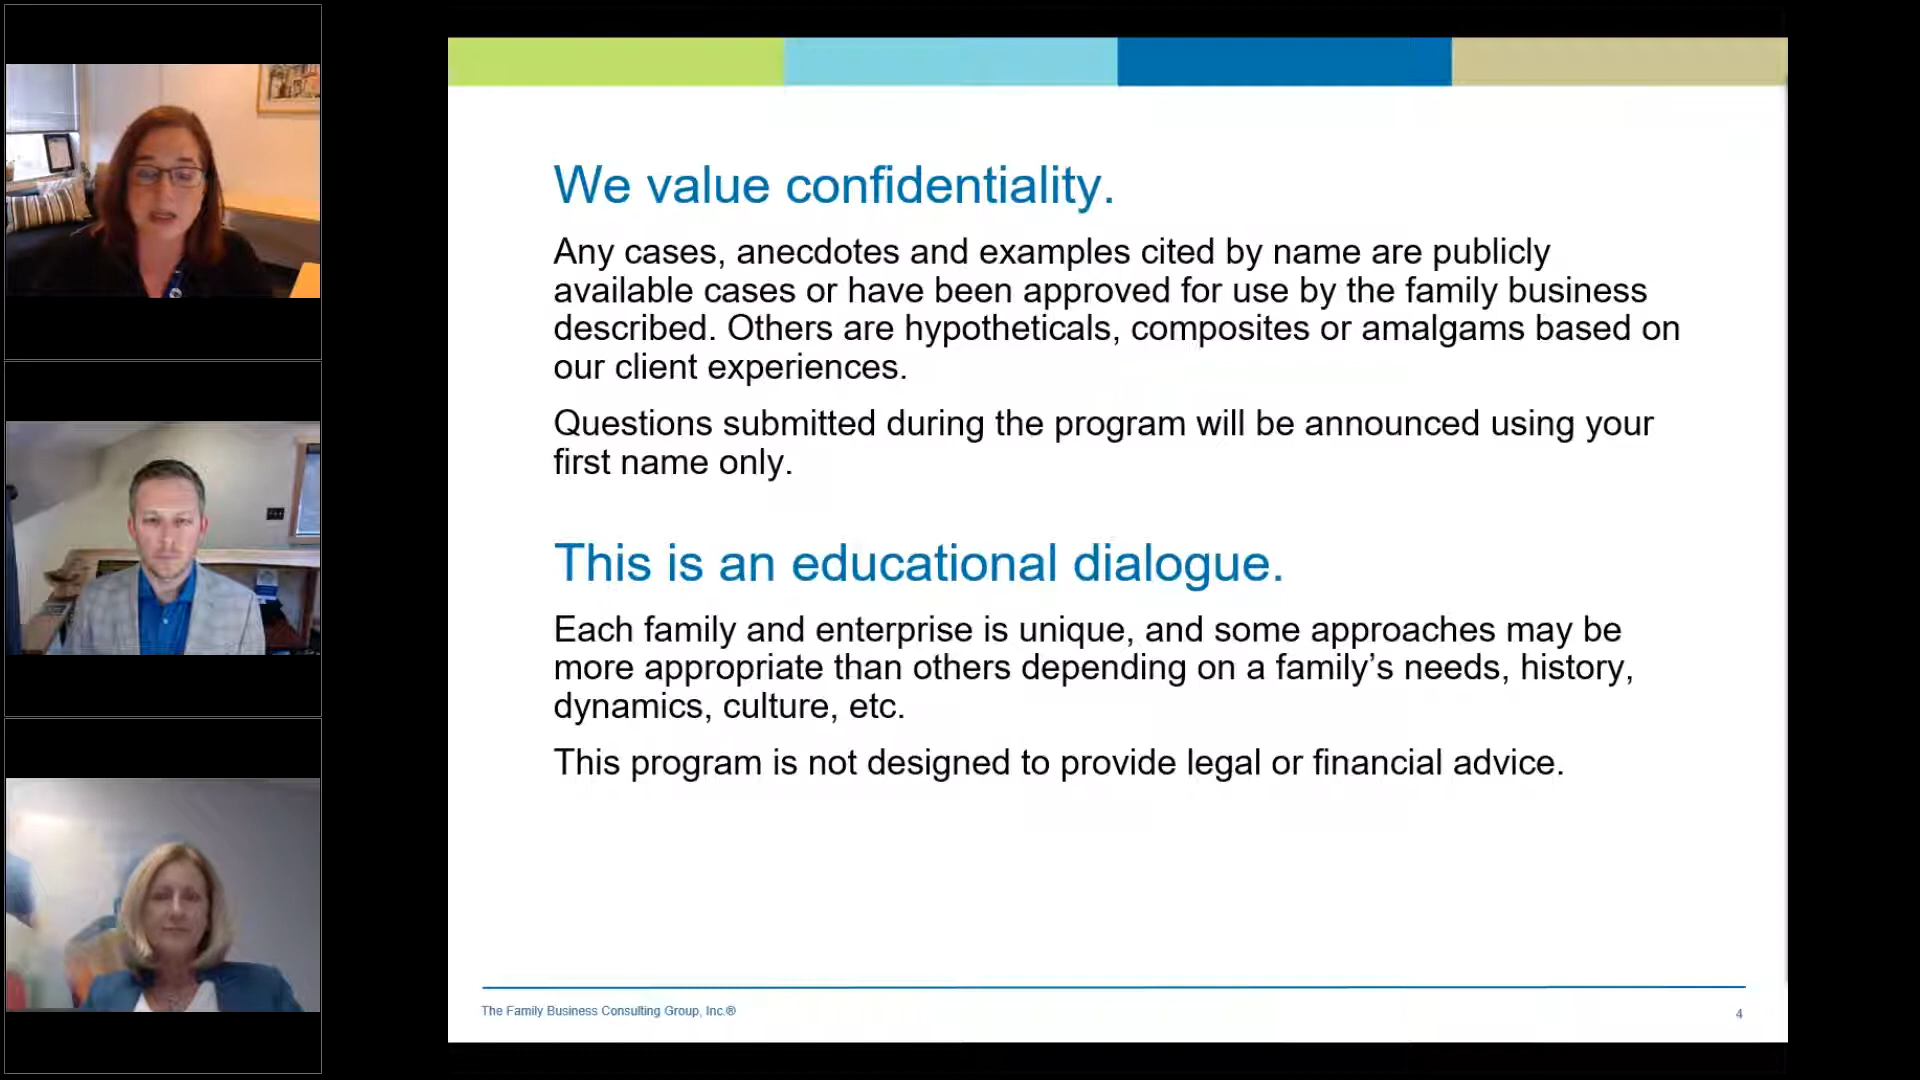 We value confidentiality.
Any cases, anecdotes and examples cited by name are publicly
available cases or have been approved for use by the family business
described. Others are hypotheticals, composites or amalgams based on
our client experiences.
Questions submitted during the program will be announced using your
first name only.
This is an educational dialogue.
Each family and enterprise is unique, and some approaches may be
more appropriate than others depending on a family’s needs, history,
dynamics, culture, etc.
This program is not designed to provide legal or financial advice.
The Family Business Consulting Group, Inc.®
4